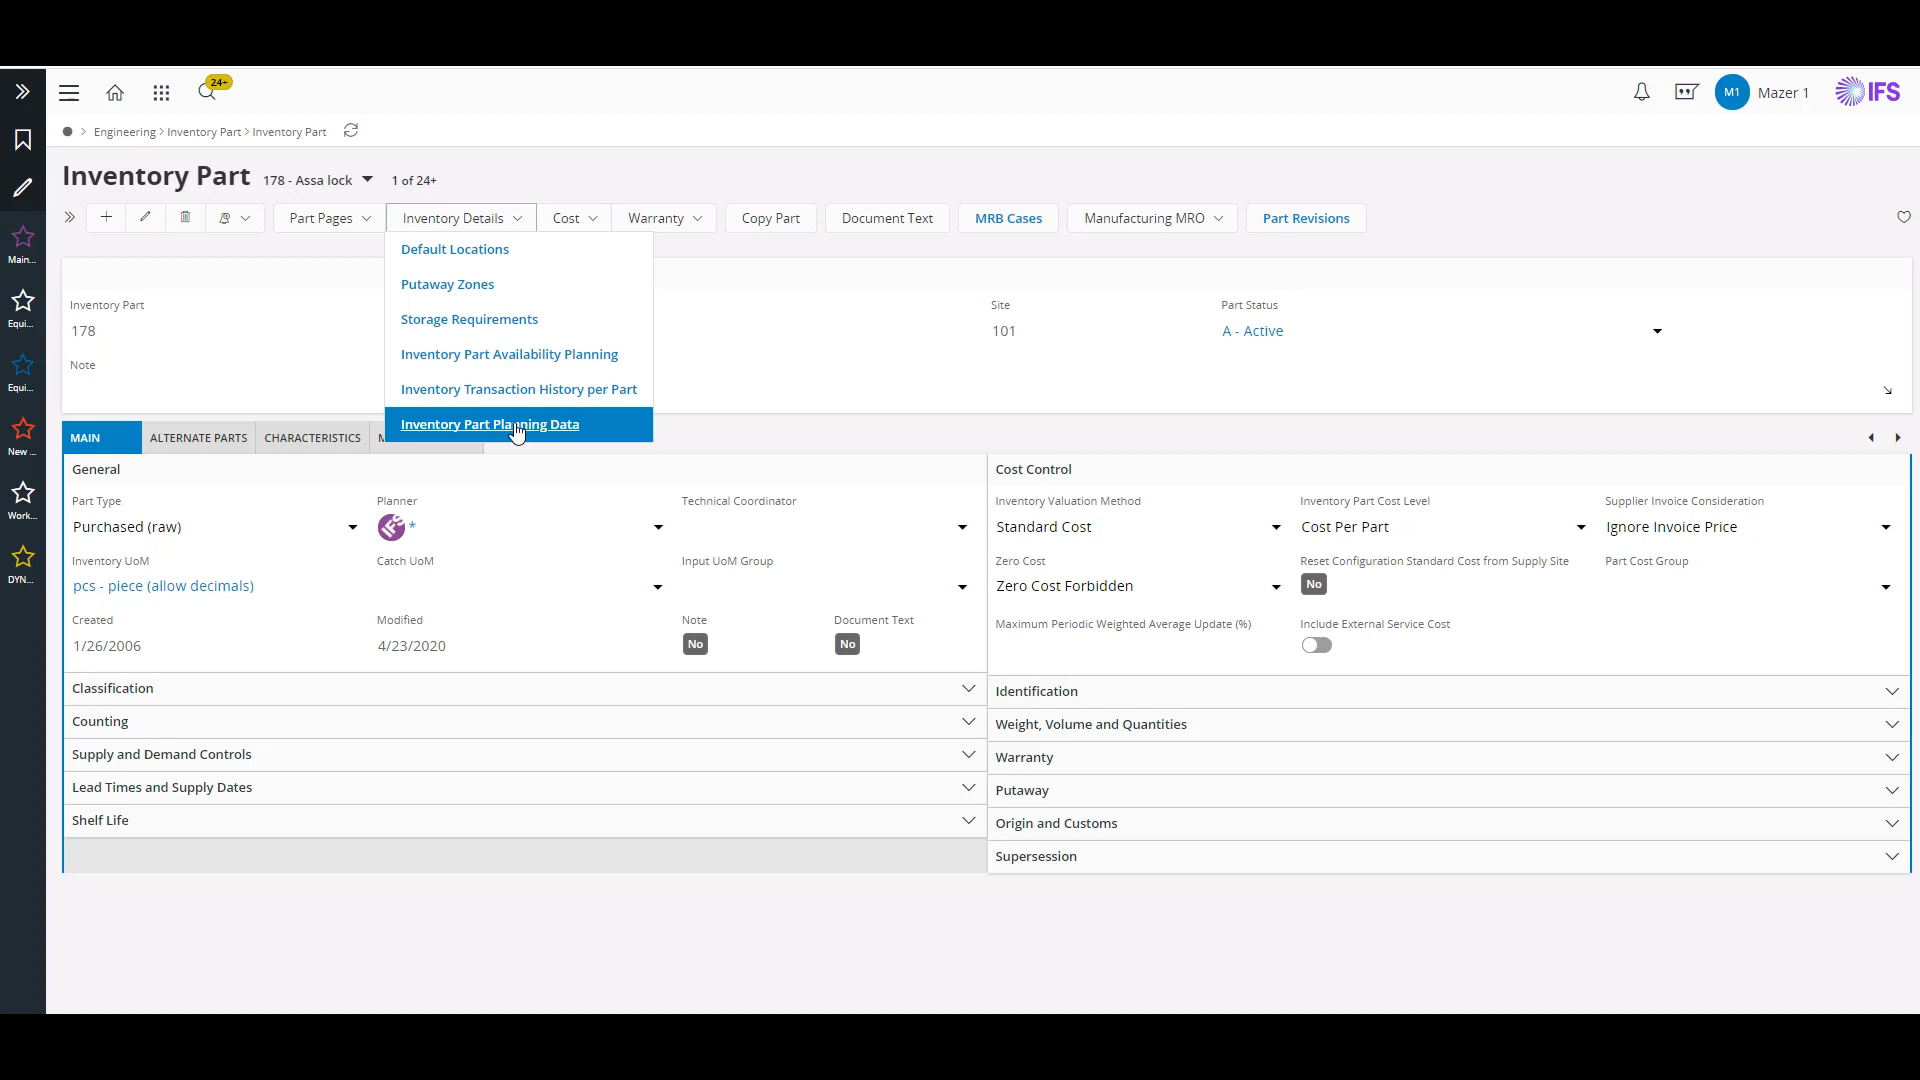 24+
M1 Mazer 1 IFS
Engineering > Inventory Part > Inventory Part
Inventory Part 178 - Assa lock 1 of 24+
Part Pages Inventory Details Cost Warranty Copy Part Document Text MRB Cases Manufacturing MRO Part Revisions
Main...
Equi...
Equi...
New ...
Work...
DYN...
Default Locations
Putaway Zones
Storage Requirements
Inventory Part Availability Planning
Inventory Transaction History per Part
Inventory Part Planning Data
Inventory Part Site Part Status
178 101 A - Active
Note
MAIN ALTERNATE PARTS CHARACTERISTICS
General
Part Type Planner Technical Coordinator
Purchased (raw) IFS *
Inventory UoM Catch UoM Input UoM Group
pcs - piece (allow decimals)
Created Modified Note Document Text
1/26/2006 4/23/2020 No No
Classification
Counting
Supply and Demand Controls
Lead Times and Supply Dates
Shelf Life
Cost Control
Inventory Valuation Method Inventory Part Cost Level Supplier Invoice Consideration
Standard Cost Cost Per Part Ignore Invoice Price
Zero Cost Reset Configuration Standard Cost from Supply Site Part Cost Group
Zero Cost Forbidden No
Maximum Periodic Weighted Average Update (%) Include External Service Cost
Identification
Weight, Volume and Quantities
Warranty
Putaway
Origin and Customs
Supersession